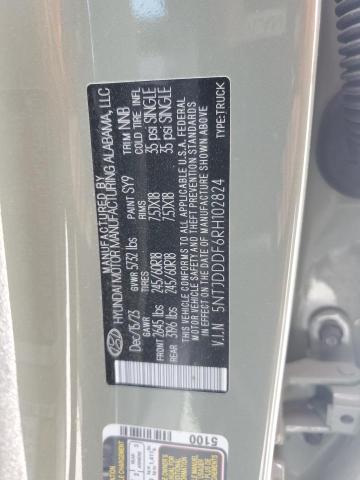 MANUFACTURED BY
HYUNDAI MOTOR MANUFACTURING ALABAMA, LLC
Dec/15/23 GVWR 5732 lbs PAINT SY9 TRIM NNB
GAWR TIRES RIMS COLD TIRE INFL
FRONT 2645 lbs 245/60R18 7.5JX18 35 psi SINGLE
REAR 3196 lbs 245/60R18 7.5JX18 35 psi SINGLE
THIS VEHICLE CONFORMS TO ALL APPLICABLE U.S.A. FEDERAL
MOTOR VEHICLE SAFETY AND THEFT PREVENTION STANDARDS
IN EFFECT ON THE DATE OF MANUFACTURE SHOWN ABOVE.
V.I.N 5NTJDDDF6RH102824 TYPE:TRUCK
5100